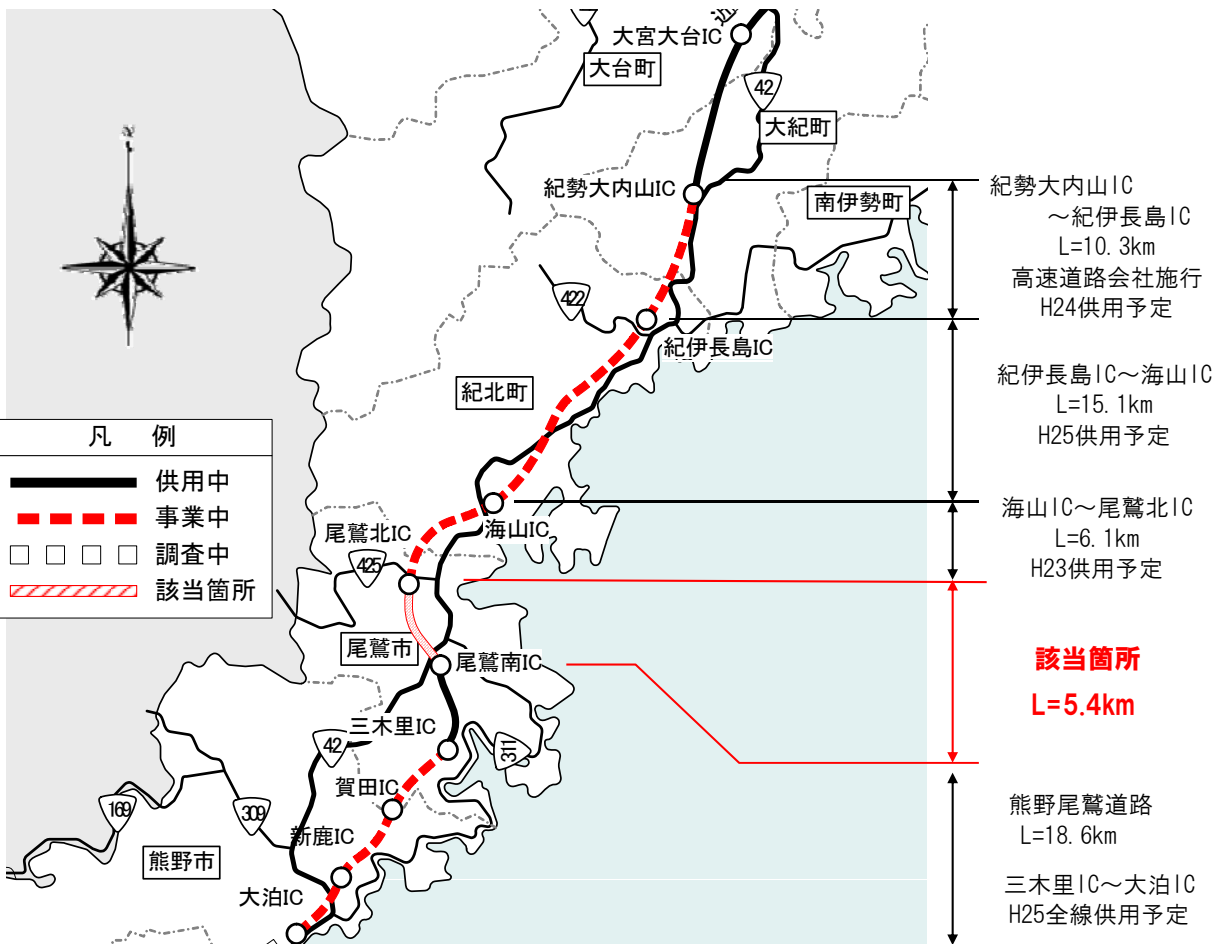 大宮大台IC
大台町
42
大紀町
紀勢大内山IC
南伊勢町
422
紀伊長島IC
紀北町
海山IC
尾鷲北IC
425
尾鷲市
尾鷲南IC
三木里IC
42
311
賀田IC
169
309
新鹿IC
熊野市
大泊IC
凡 例
供用中
事業中
調査中
該当箇所
紀勢大内山IC
～紀伊長島IC
L=10.3km
高速道路会社施行
H24供用予定
紀伊長島IC～海山IC
L=15.1km
H25供用予定
海山IC～尾鷲北IC
L=6.1km
H23供用予定
該当箇所
L=5.4km
熊野尾鷲道路
L=18.6km
三木里IC～大泊IC
H25全線供用予定